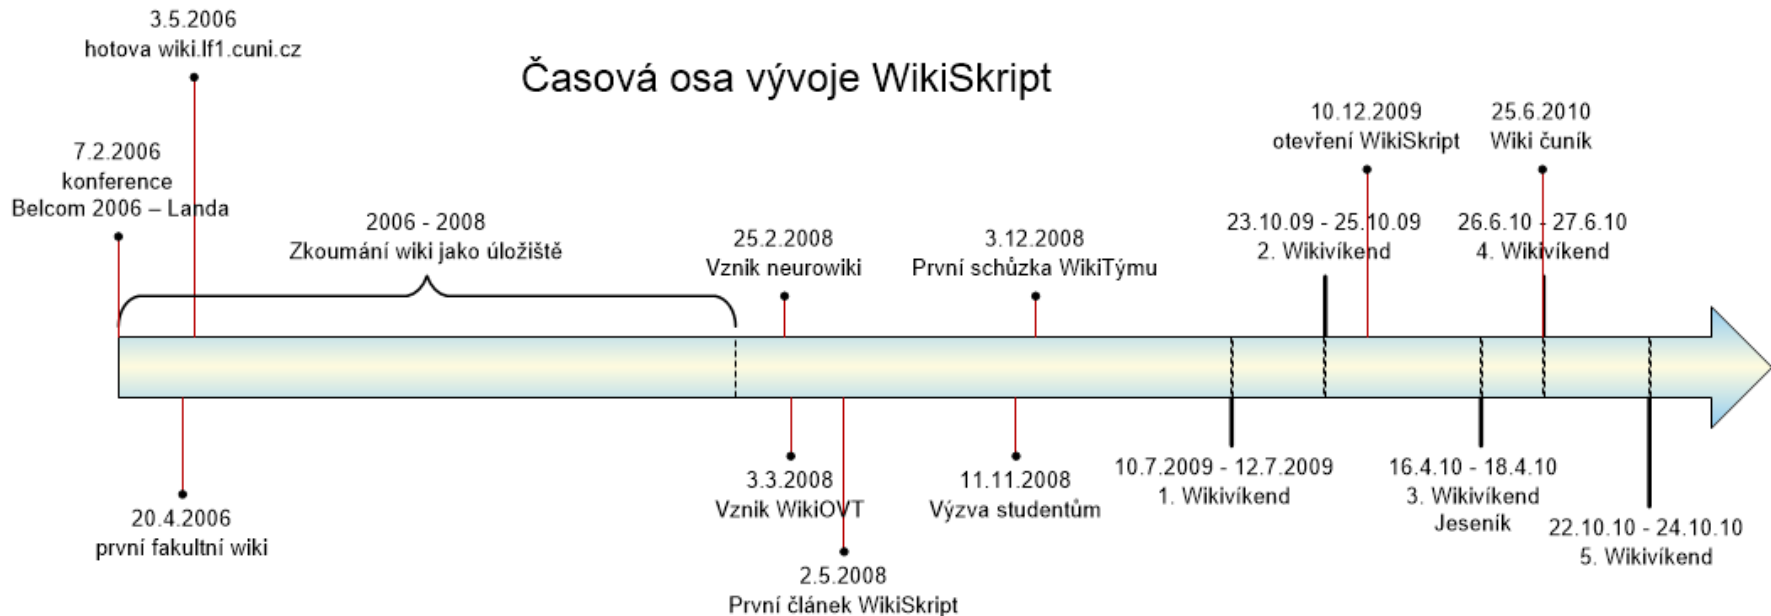 Časová osa vývoje WikiSkript
3.5.2006
hotova wiki.lf1.cuni.cz
7.2.2006
konference
Belcom 2006 – Landa
2006 - 2008
Zkoumání wiki jako úložiště
25.2.2008
Vznik neurowiki
3.12.2008
První schůzka WikiTýmu
10.12.2009
otevření WikiSkript
25.6.2010
Wiki čuník
23.10.09 - 25.10.09
2. Wikivíkend
26.6.10 - 27.6.10
4. Wikivíkend
20.4.2006
první fakultní wiki
3.3.2008
Vznik WikiOVT
2.5.2008
První článek WikiSkript
11.11.2008
Výzva studentům
10.7.2009 - 12.7.2009
1. Wikivíkend
16.4.10 - 18.4.10
3. Wikivíkend
Jeseník
22.10.10 - 24.10.10
5. Wikivíkend